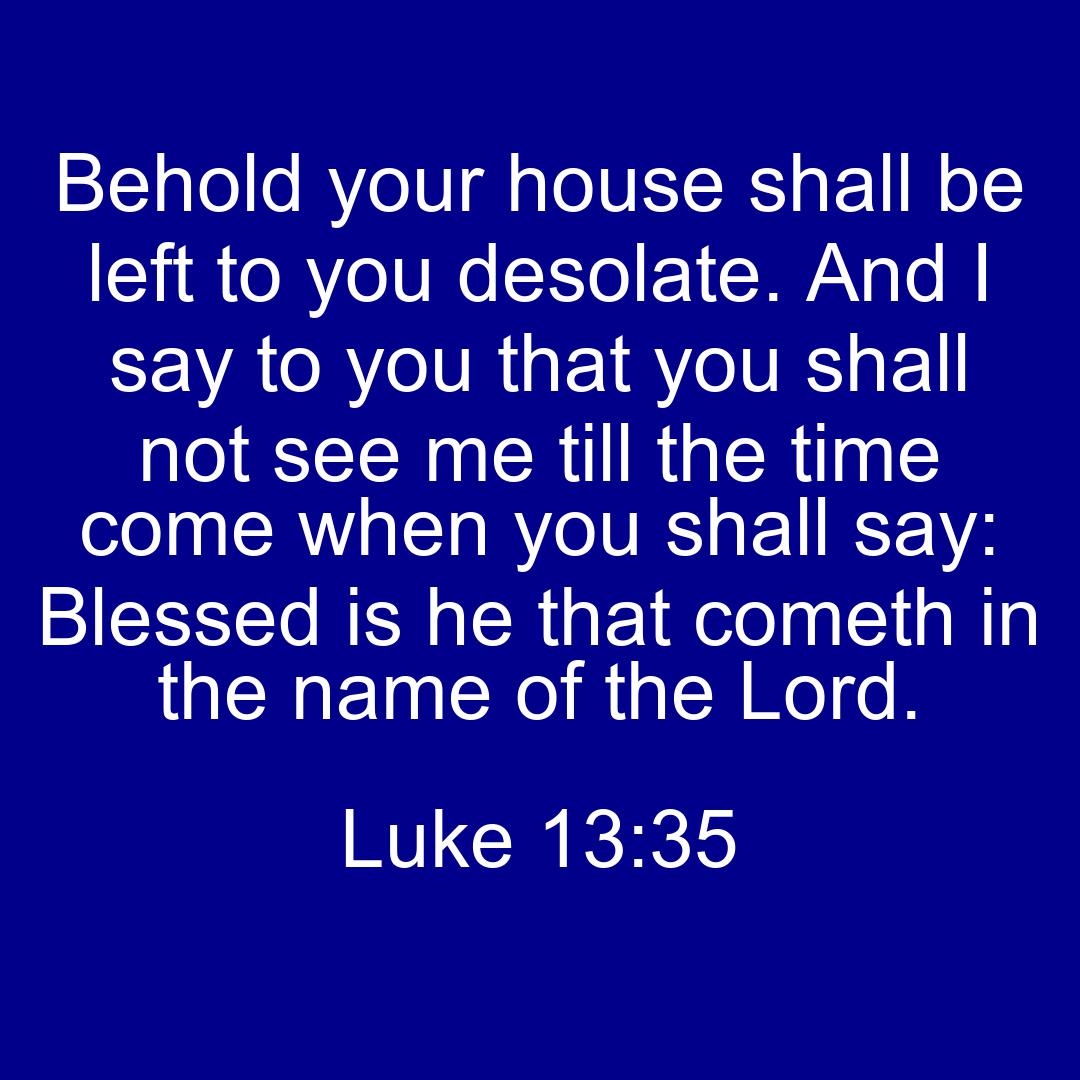 Behold your house shall be
left to you desolate. And I
say to you that you shall
not see me till the time
come when you shall say:
Blessed is he that cometh in
the name of the Lord.
Luke 13:35